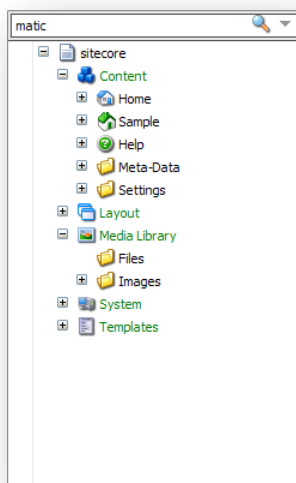 matic
sitecore
Content
Home
Sample
Help
Meta-Data
Settings
Layout
Media Library
Files
Images
System
Templates